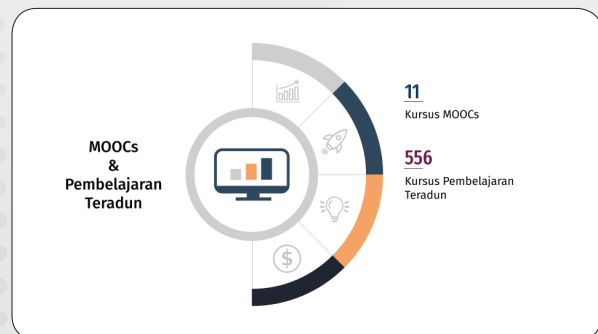 MOOCs
&
Pembelajaran
Teradun
11
Kursus MOOCs
556
Kursus Pembelajaran
Teradun
$